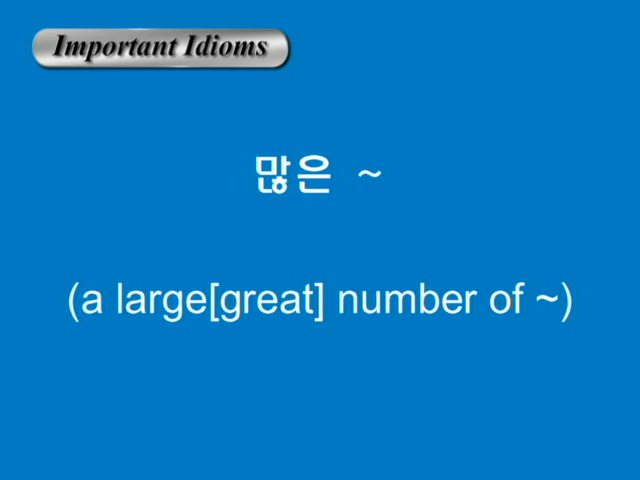 Important Idioms
많은 ~
(a large[great] number of ~)